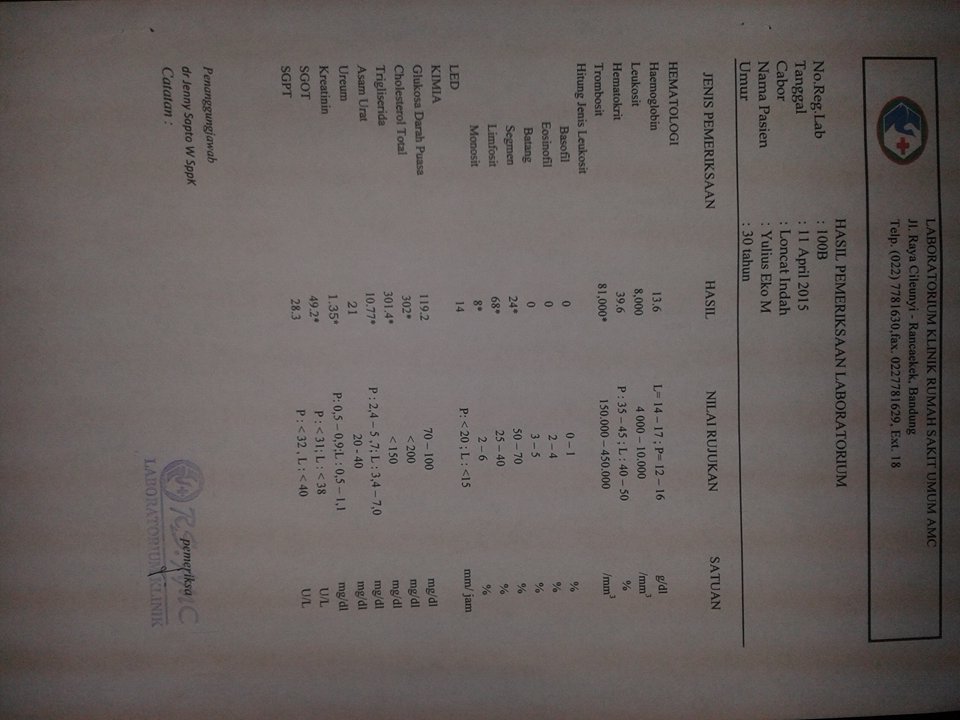 LABORATORIUM KLINIK RUMAH SAKIT UMUM AMC
Jl. Raya Cileunyi - Rancaekek, Bandung
Telp. (022) 7781630,fax. 0227781629, Ext. 18
HASIL PEMERIKSAAN LABORATORIUM
No.Reg.Lab : 100B
Tanggal : 11 April 2015
Cabor : Loncat Indah
Nama Pasien : Yulius Eko M
Umur : 30 tahun
JENIS PEMERIKSAAN HASIL NILAI RUJUKAN SATUAN
HEMATOLOGI
Haemoglobin 13.6 L= 14 – 17 ; P= 12 – 16 g/dl
Leukosit 8,000 4 000 – 10.000 /mm3
Hematokrit 39.6 P : 35 – 45 ; L : 40 – 50 %
Trombosit 81,000* 150.000 – 450.000 /mm3
Hitung Jenis Leukosit
Basofil 0 0 – 1 %
Eosinofil 0 2 – 4 %
Batang 0 3 – 5 %
Segmen 24* 50 – 70 %
Limfosit 68* 25 – 40 %
Monosit 8* 2 – 6 %
LED 14 P: < 20 ; L : <15 mm/ jam
KIMIA
Glukosa Darah Puasa 119.2 70 – 100 mg/dl
Cholesterol Total 302* < 200 mg/dl
Trigliserida 301.4* < 150 mg/dl
Asam Urat 10.77* P : 2,4 – 5 ,7; L : 3,4 – 7,0 mg/dl
Ureum 21 20 - 40 mg/dl
Kreatinin 1.35* P: 0,5 – 0,9;L : 0,5 – 1,1 mg/dl
SGOT 49.2* P : < 31; L : < 38 U/L
SGPT 28.3 P : < 32 , L : < 40 U/L
Penanggungjawab
dr Jenny Sapto W SppK
Catatan :
RS. AMC
pemeriksa
LABORATORIUM KLINIK